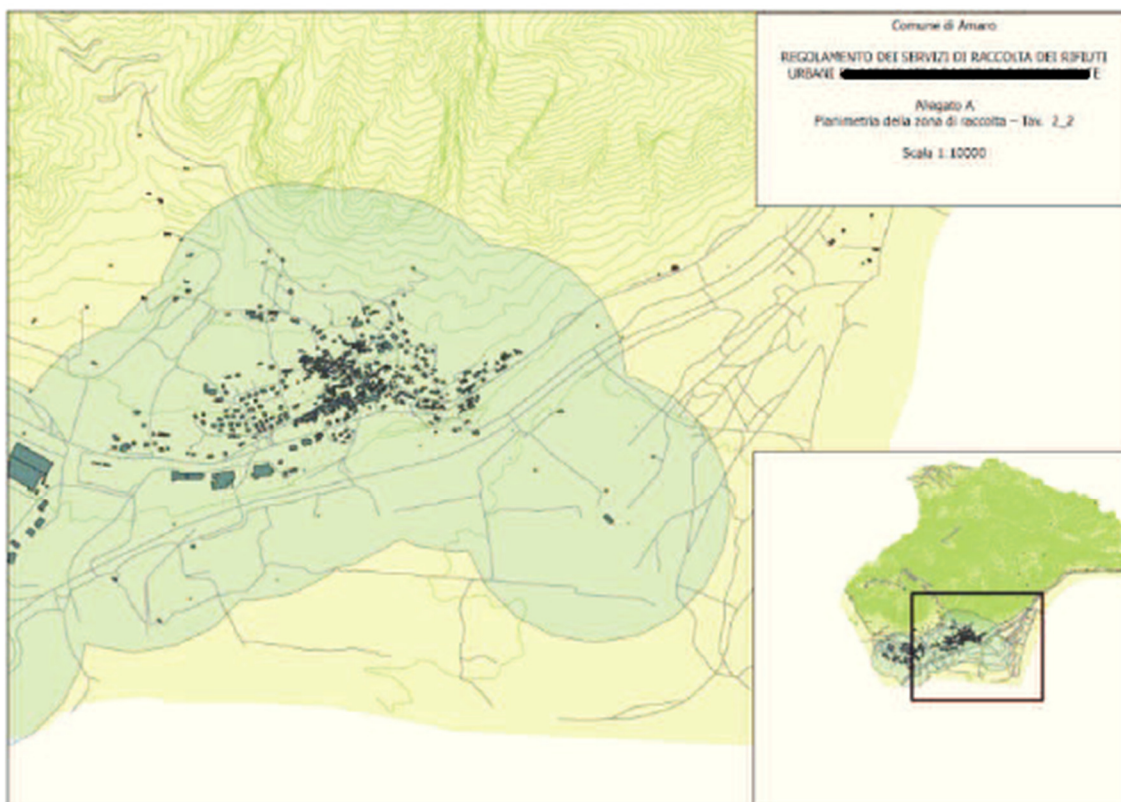 Comune di Amaro
REGOLAMENTO DEI SERVIZI DI RACCOLTA DEI RIFIUTI
URBANI
Allegato A
Planimetria della zona di raccolta – Tav. 2_2
Scala 1:10000